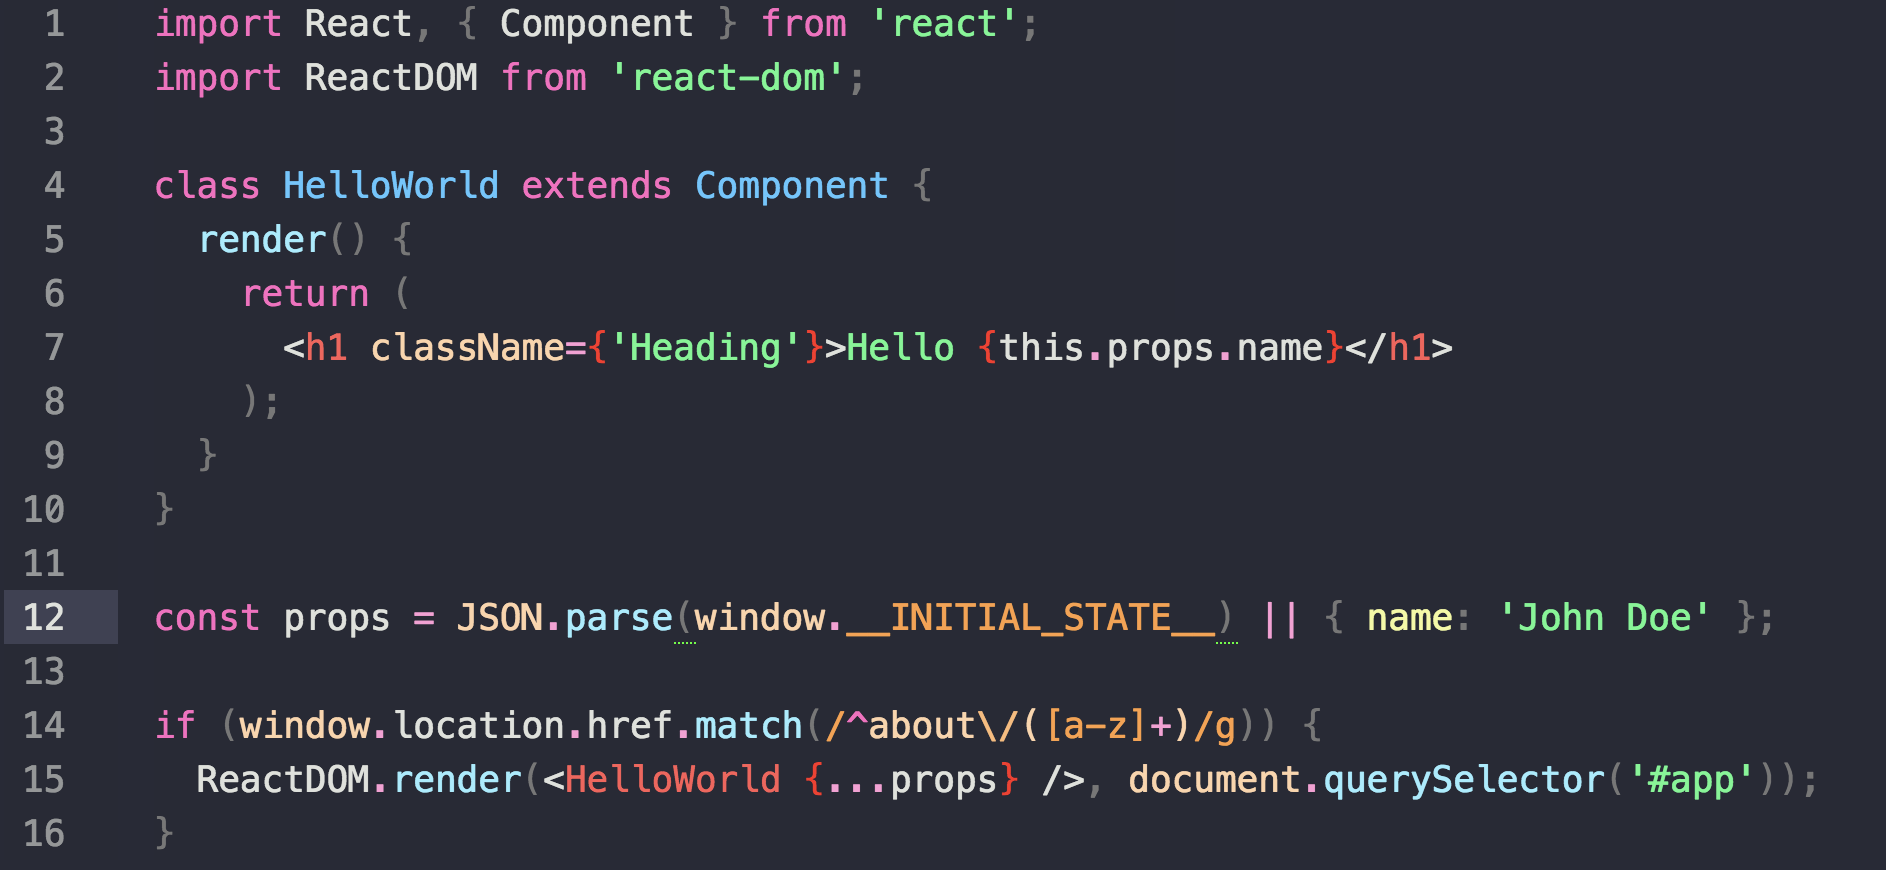 1 import React, { Component } from 'react';
2 import ReactDOM from 'react-dom';
3
4 class HelloWorld extends Component {
5   render() {
6     return (
7       <h1 className={'Heading'}>Hello {this.props.name}</h1>
8     );
9   }
10 }
11
12 const props = JSON.parse(window.__INITIAL_STATE__) || { name: 'John Doe' };
13
14 if (window.location.href.match(/^about\/([a-z]+)/g)) {
15   ReactDOM.render(<HelloWorld {...props} />, document.querySelector('#app'));
16 }